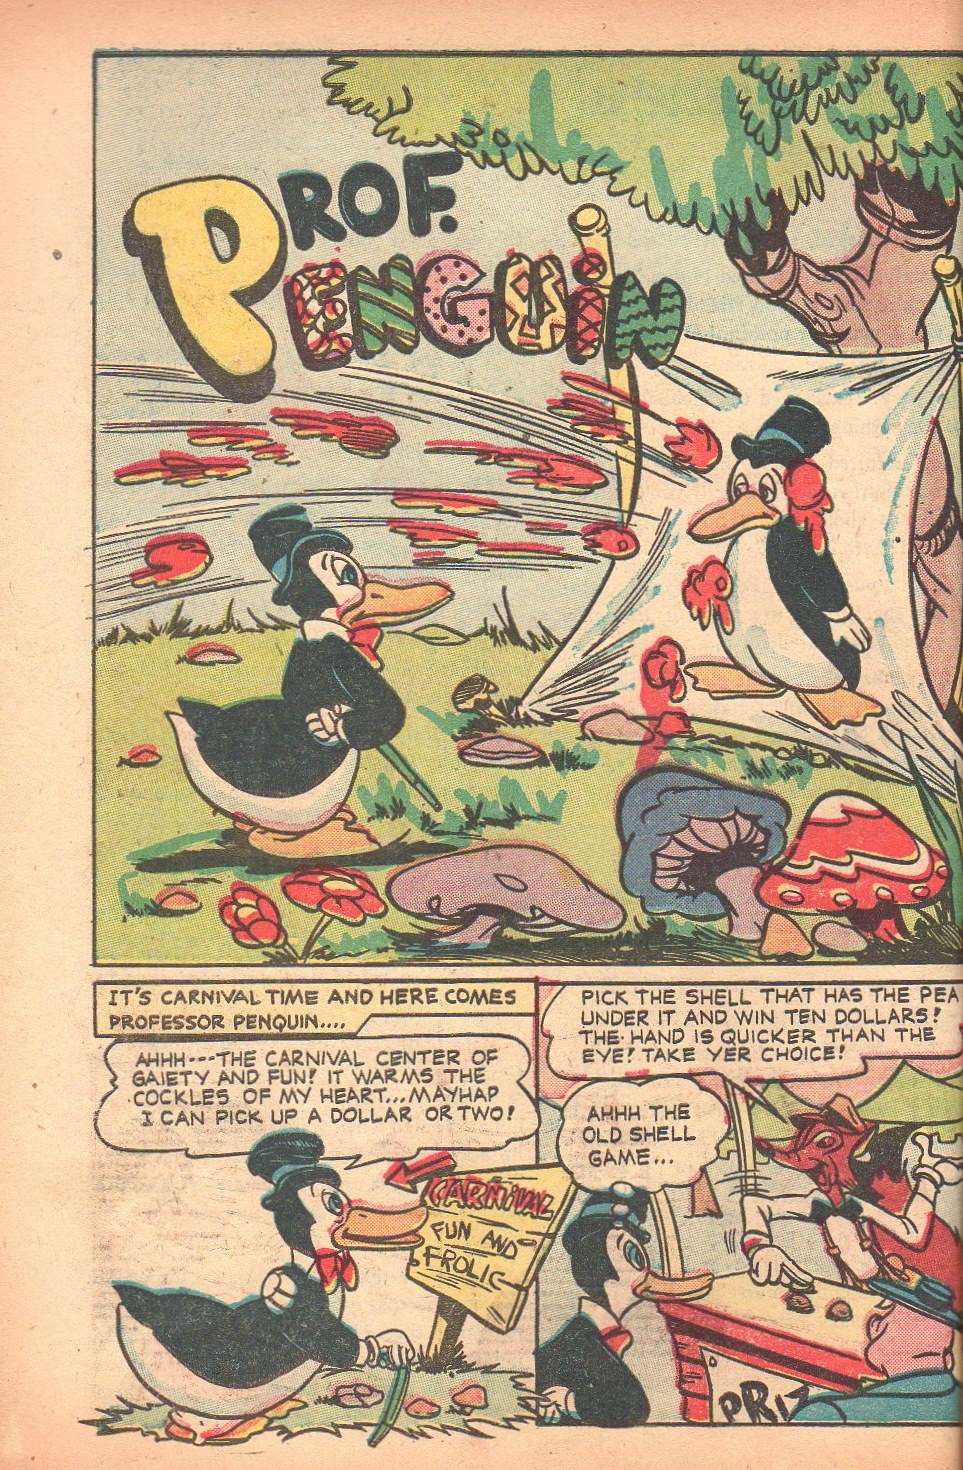 PROF.
PENGUIN
IT'S CARNIVAL TIME AND HERE COMES
PROFESSOR PENQUIN....
AHHH---THE CARNIVAL CENTER OF
GAIETY AND FUN! IT WARMS THE
COCKLES OF MY HEART...MAYHAP
I CAN PICK UP A DOLLAR OR TWO!
CARNIVAL
FUN AND
FROLIC
PICK THE SHELL THAT HAS THE PEA
UNDER IT AND WIN TEN DOLLARS!
THE HAND IS QUICKER THAN THE
EYE! TAKE YER CHOICE!
AHHH THE
OLD SHELL
GAME...
PRIZ